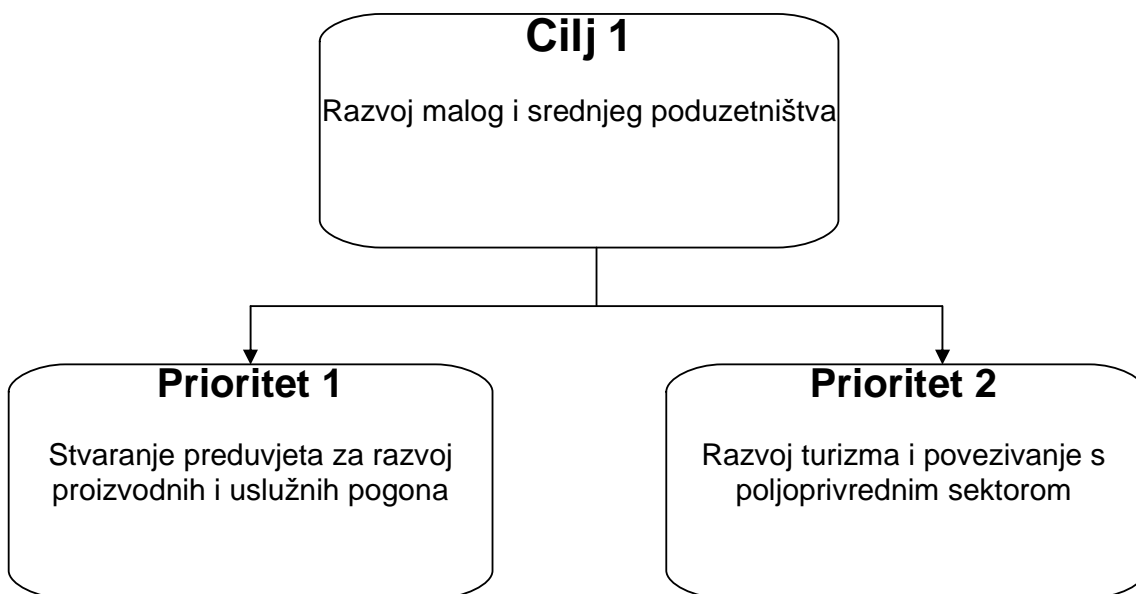 Cilj 1
Razvoj malog i srednjeg poduzetništva
Prioritet 1
Stvaranje preduvjeta za razvoj
proizvodnih i uslužnih pogona
Prioritet 2
Razvoj turizma i povezivanje s
poljoprivrednim sektorom